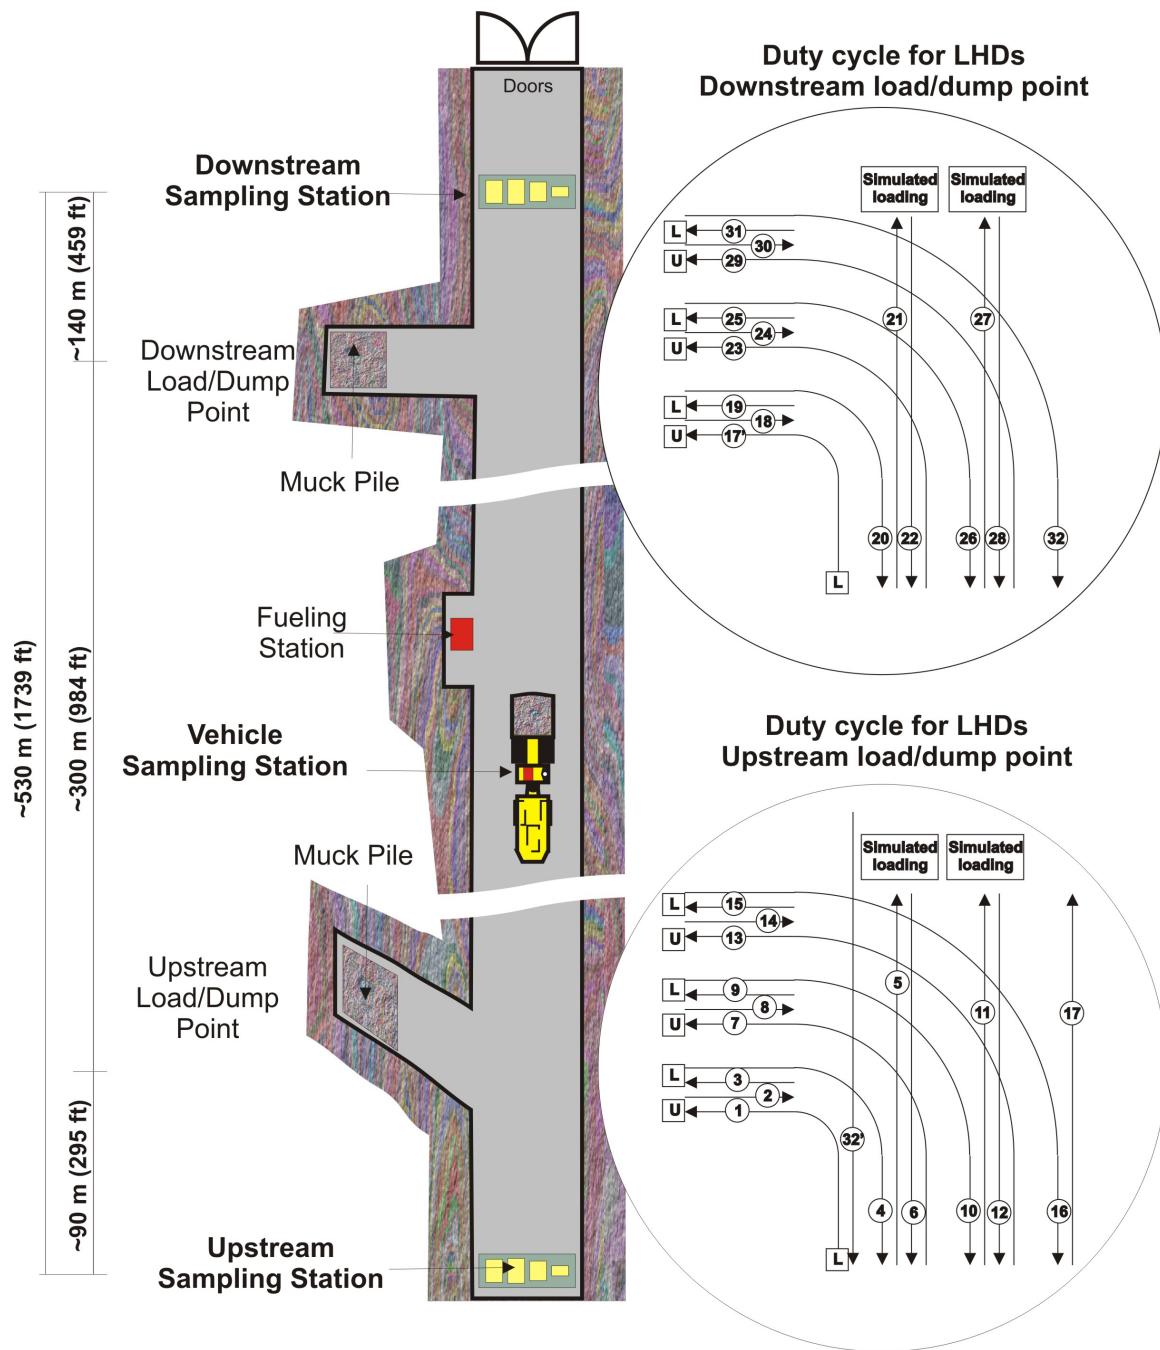 Doors
Downstream
Sampling Station
Downstream
Load/Dump
Point
Muck Pile
Fueling
Station
Vehicle
Sampling Station
Muck Pile
Upstream
Load/Dump
Point
Upstream
Sampling Station
~530 m (1739 ft)
~140 m (459 ft)
~300 m (984 ft)
~90 m (295 ft)
Duty cycle for LHDs
Downstream load/dump point
Simulated
loading
Simulated
loading
L
31
30
U
29
L
25
24
U
23
21
27
L
19
18
U
17'
20
22
26
28
32
L
Duty cycle for LHDs
Upstream load/dump point
Simulated
loading
Simulated
loading
L
15
14
U
13
L
9
8
U
7
5
11
17
L
3
2
U
1
32'
4
6
10
12
16
L